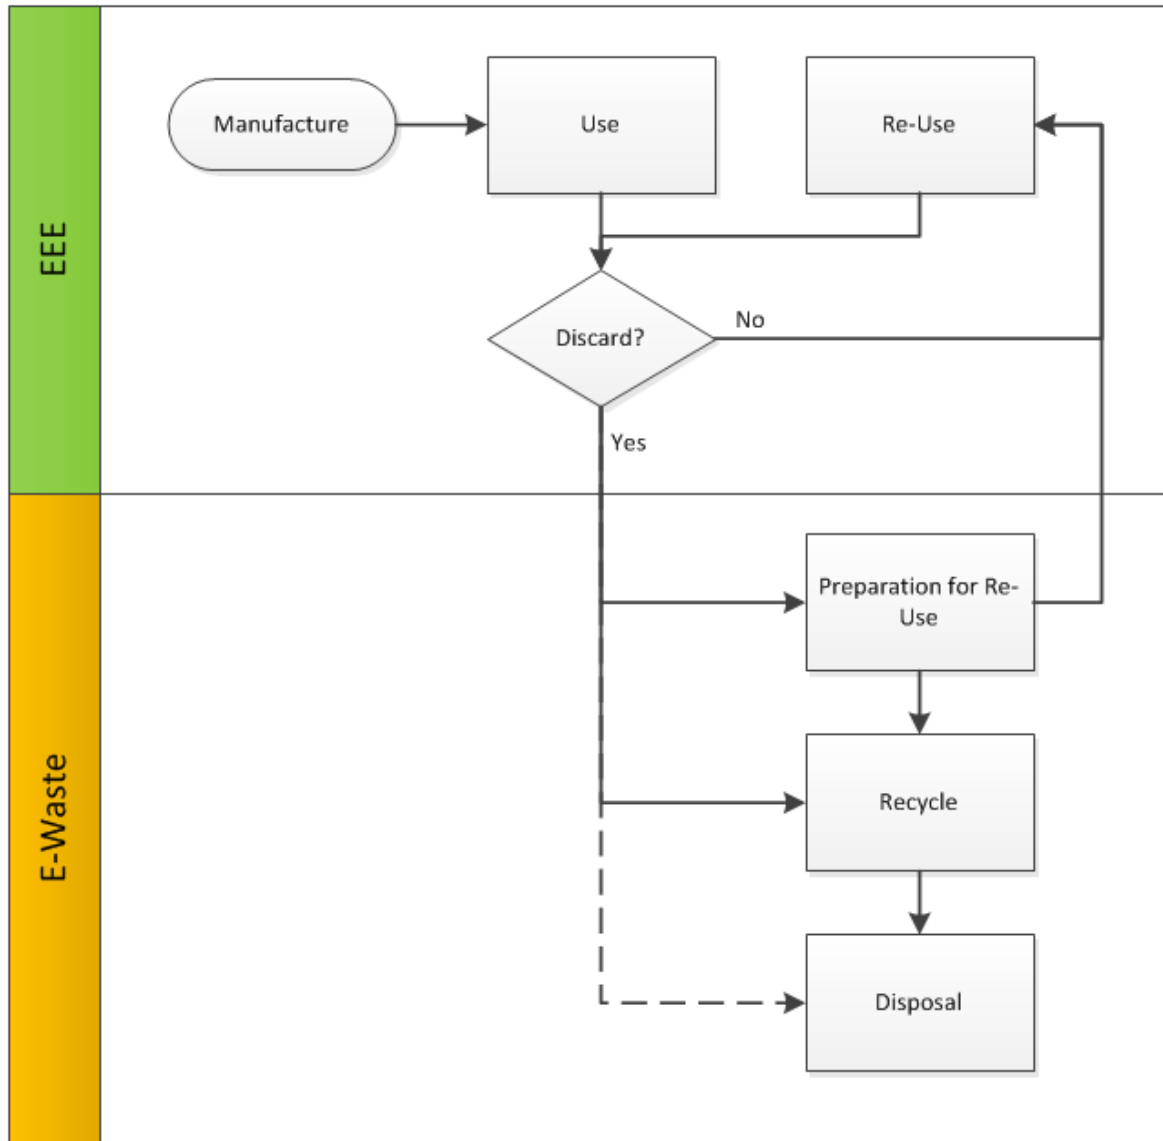 EEE
Manufacture
Use
Re-Use
Discard?
No
Yes
E-Waste
Preparation for Re-
Use
Recycle
Disposal